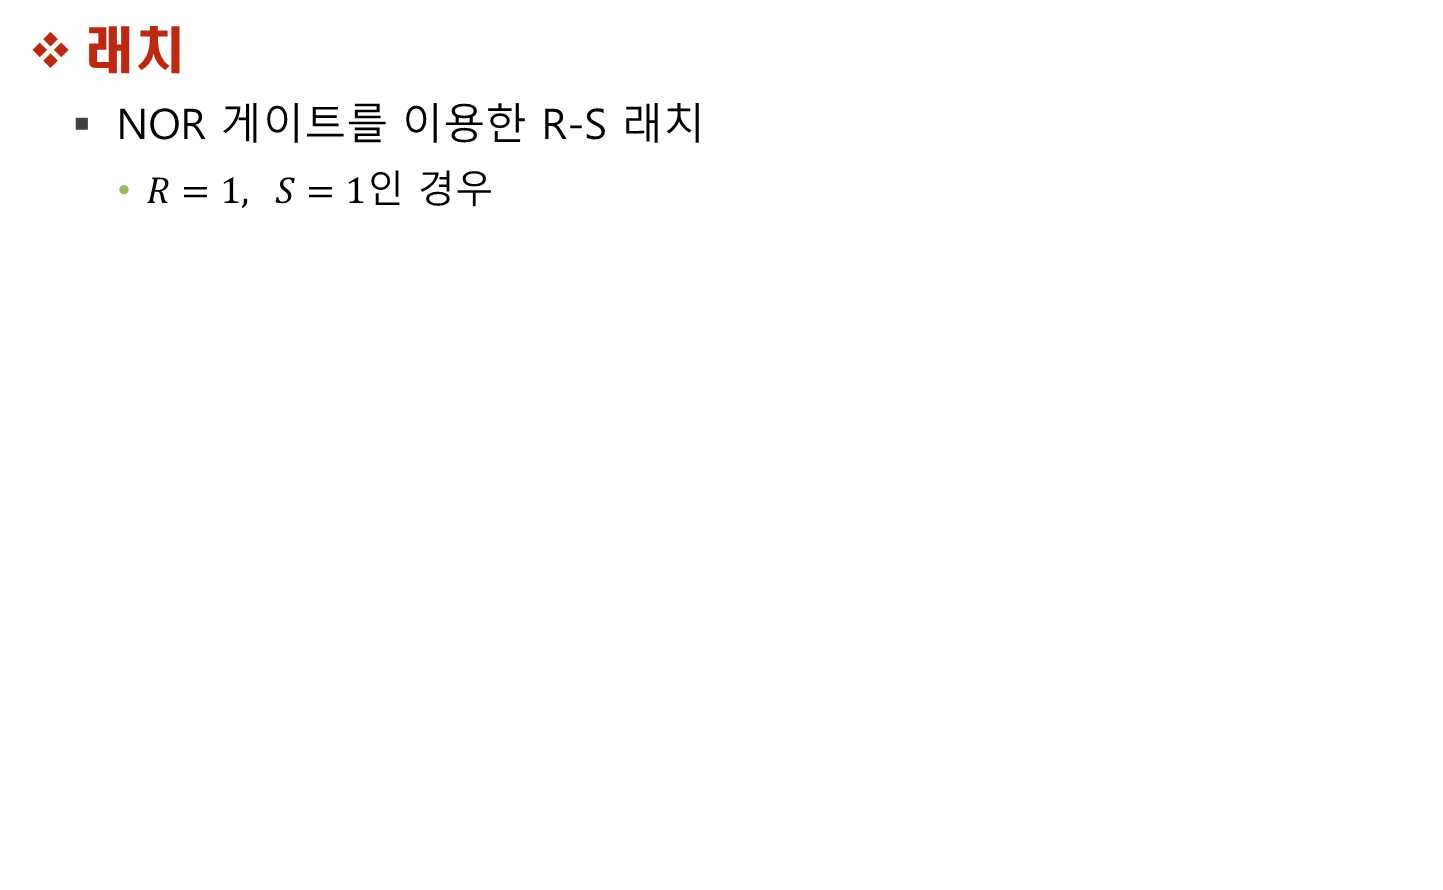 ❖ 래치
▪ NOR 게이트를 이용한 R-S 래치
• R = 1, S = 1인 경우